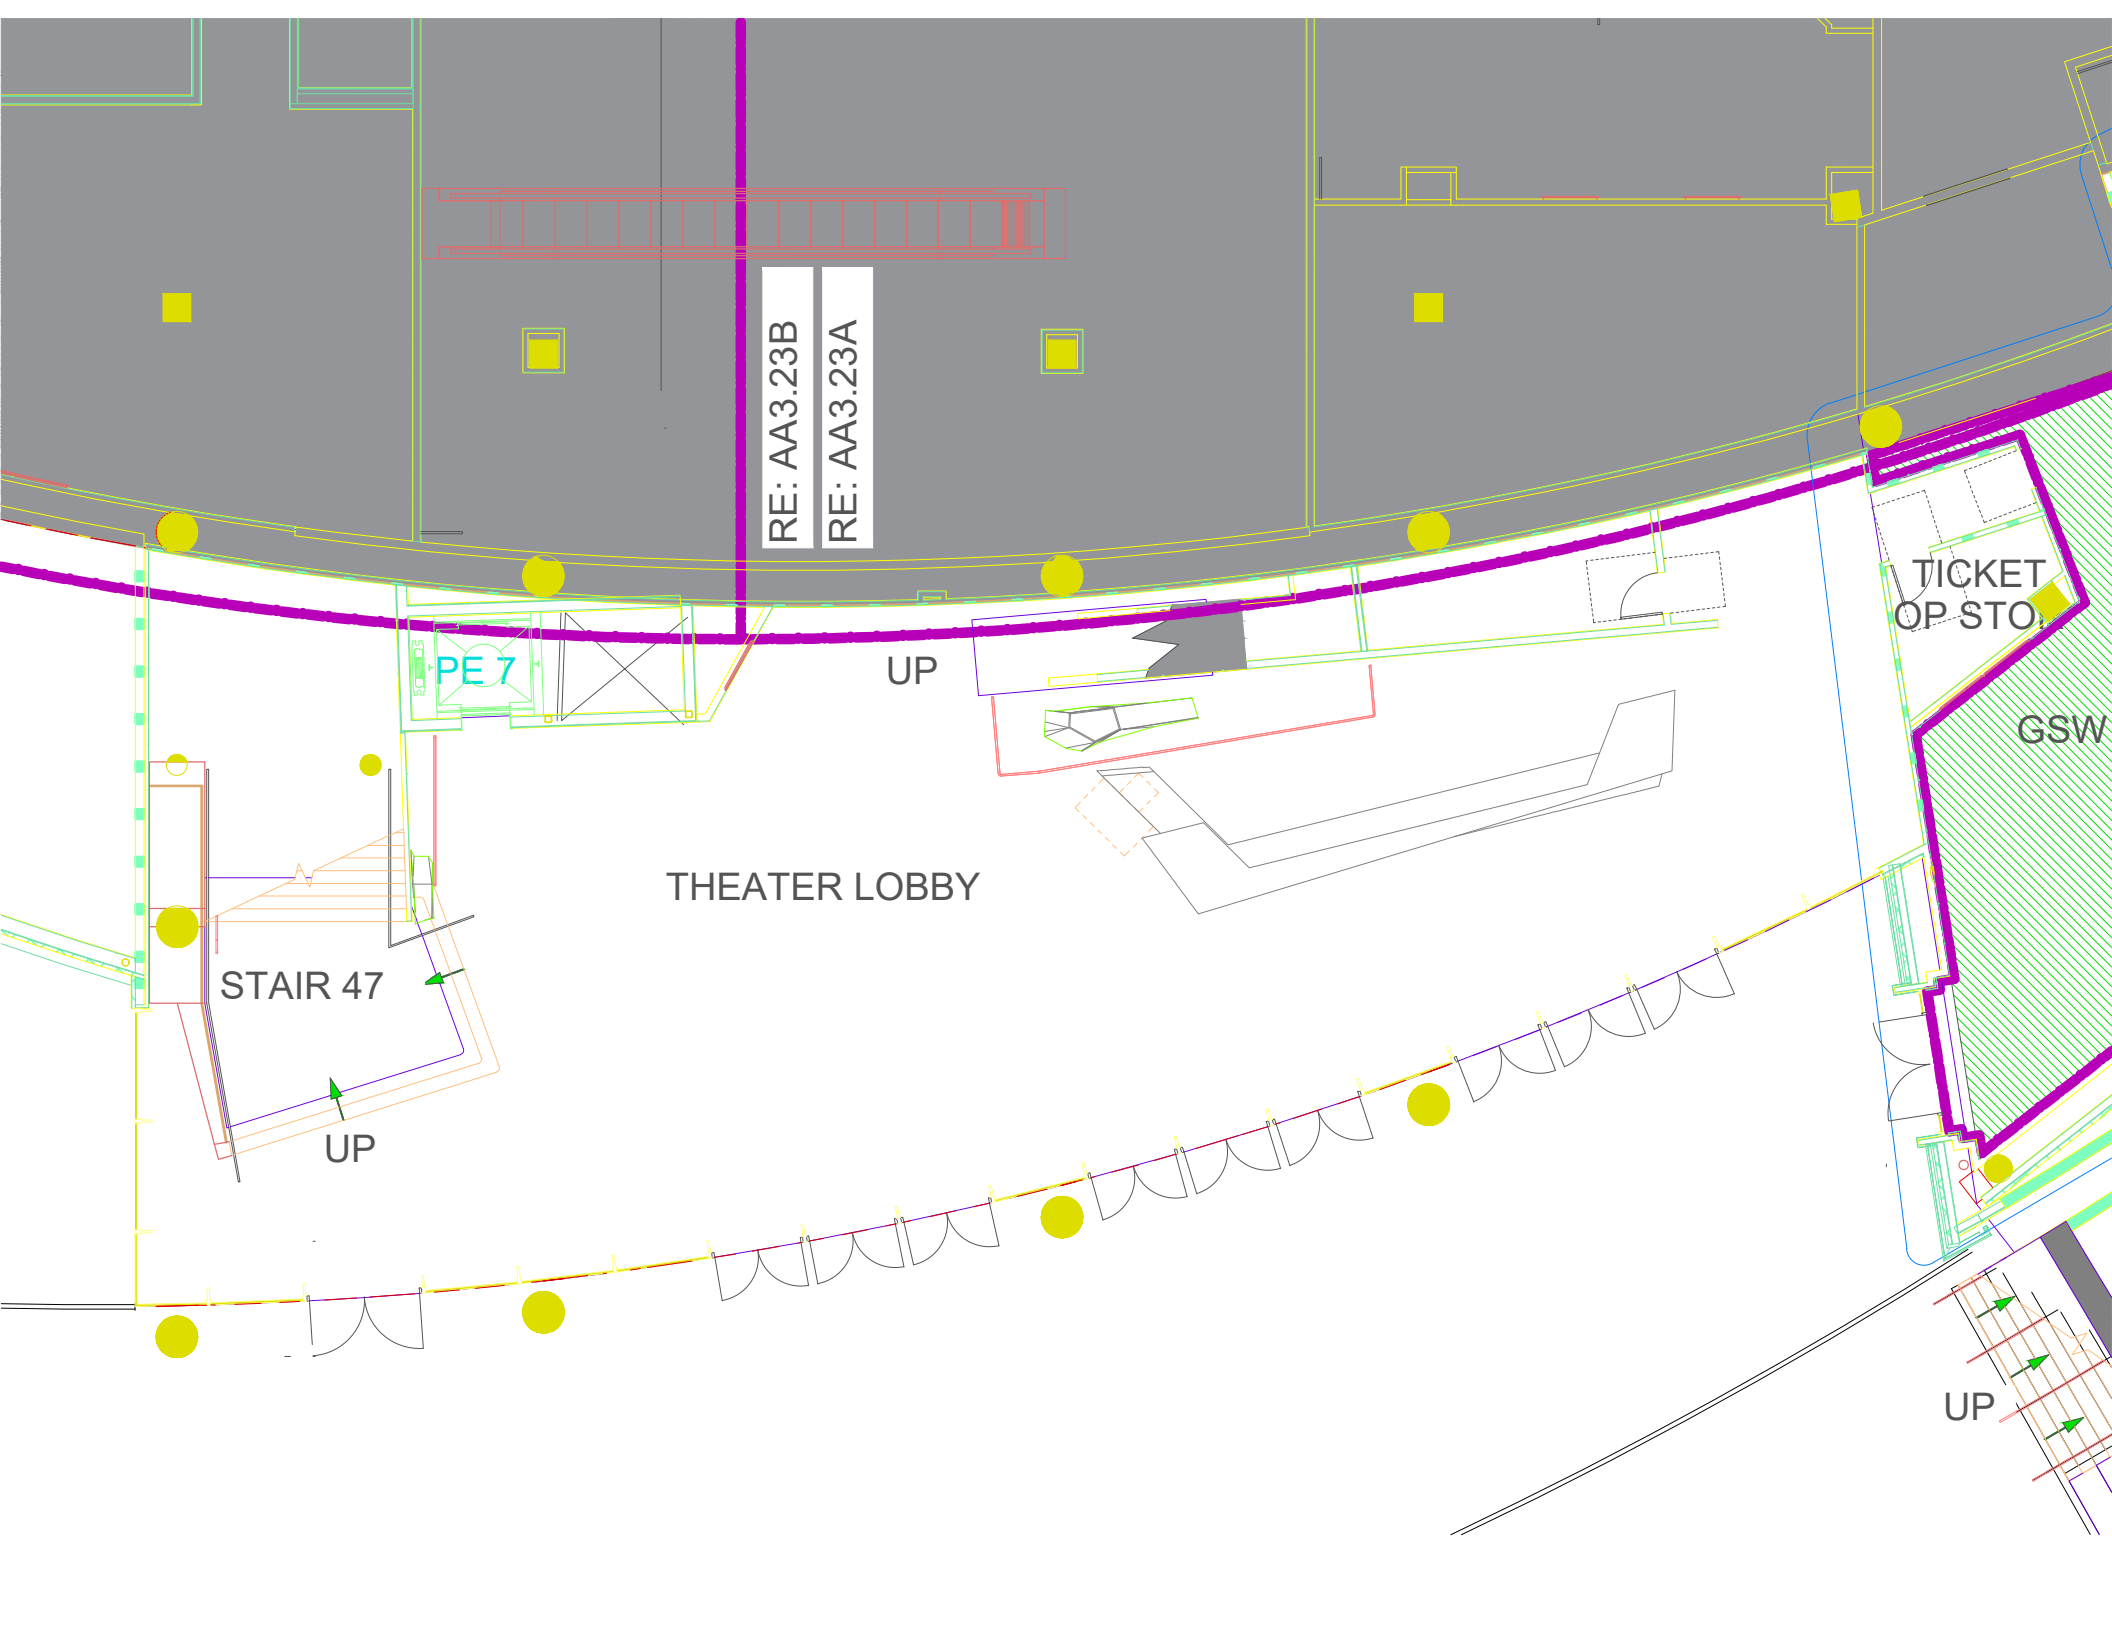 RE: AA3.23B
RE: AA3.23A
TICKET
OP STO
PE 7
UP
GSW
THEATER LOBBY
STAIR 47
UP
UP